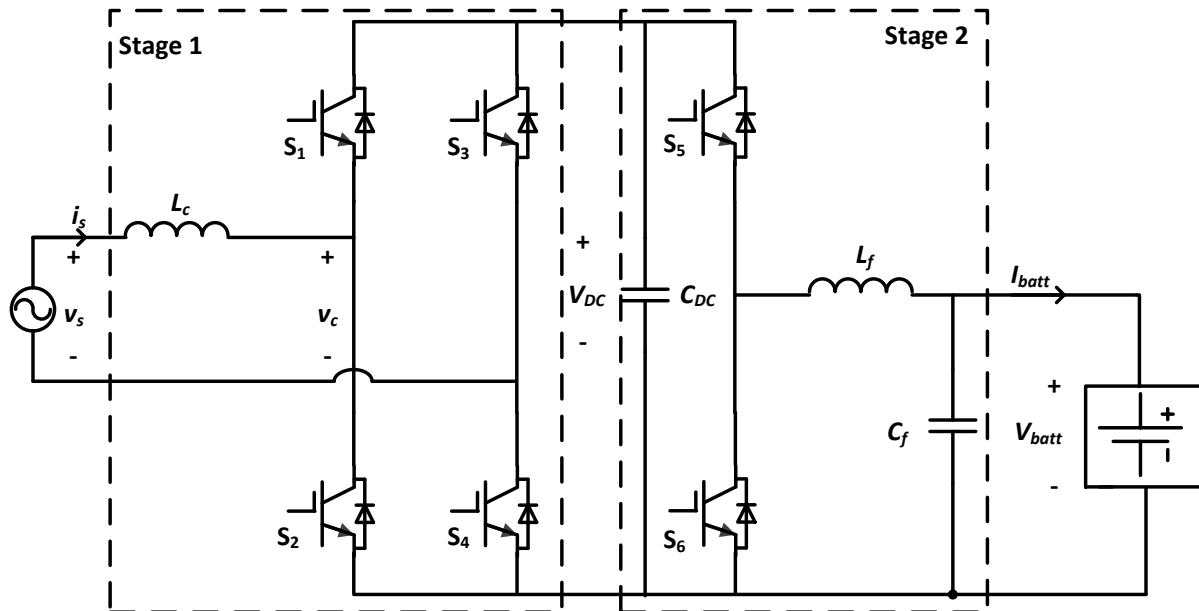 Stage 1
Stage 2
S1
S3
S5
is
Lc
+
+
+
vs
vc
VDC
CDC
-
-
-
Lf
Ibatt
+
Vbatt
-
Cf
+
S2
S4
S6